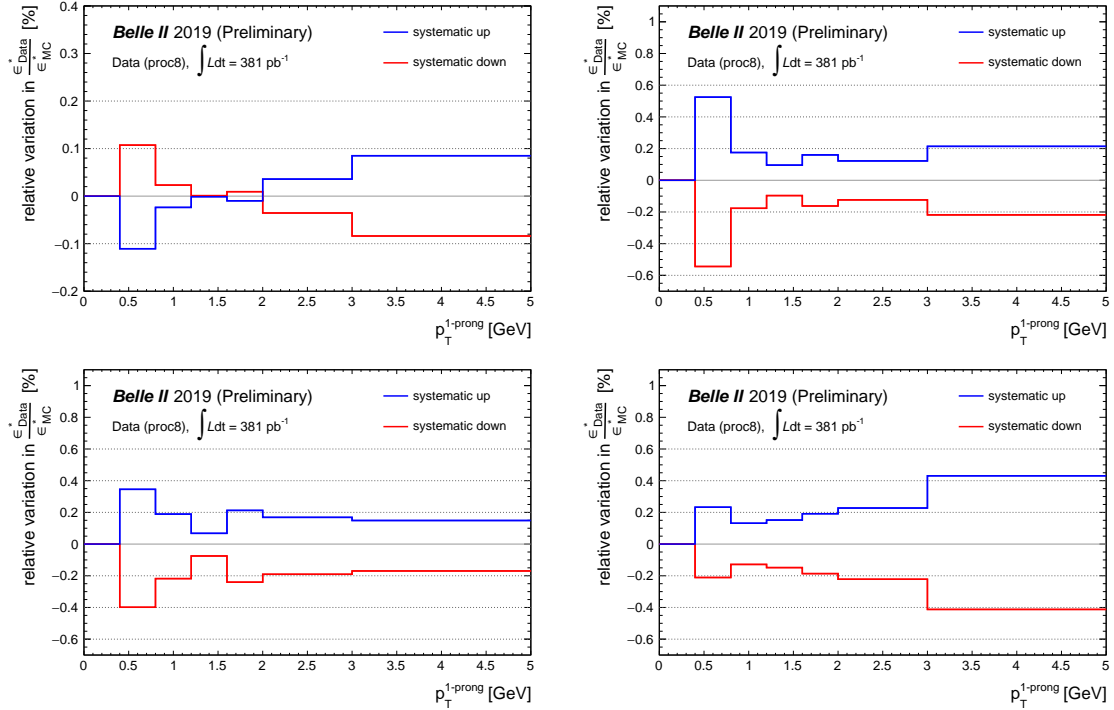 relative variation in ∈*Data / ∈*MC [%]
0.4
0.3
0.2
0.1
0
−0.1
−0.2
Belle II 2019 (Preliminary)
Data (proc8), ∫Ldt = 381 pb-1
systematic up
systematic down
0 0.5 1 1.5 2 2.5 3 3.5 4 4.5 5
pT1-prong [GeV]
relative variation in ∈*Data / ∈*MC [%]
1
0.8
0.6
0.4
0.2
0
−0.2
−0.4
−0.6
Belle II 2019 (Preliminary)
Data (proc8), ∫Ldt = 381 pb-1
systematic up
systematic down
0 0.5 1 1.5 2 2.5 3 3.5 4 4.5 5
pT1-prong [GeV]
relative variation in ∈*Data / ∈*MC [%]
1
0.8
0.6
0.4
0.2
0
−0.2
−0.4
−0.6
Belle II 2019 (Preliminary)
Data (proc8), ∫Ldt = 381 pb-1
systematic up
systematic down
0 0.5 1 1.5 2 2.5 3 3.5 4 4.5 5
pT1-prong [GeV]
relative variation in ∈*Data / ∈*MC [%]
1
0.8
0.6
0.4
0.2
0
−0.2
−0.4
−0.6
Belle II 2019 (Preliminary)
Data (proc8), ∫Ldt = 381 pb-1
systematic up
systematic down
0 0.5 1 1.5 2 2.5 3 3.5 4 4.5 5
pT1-prong [GeV]